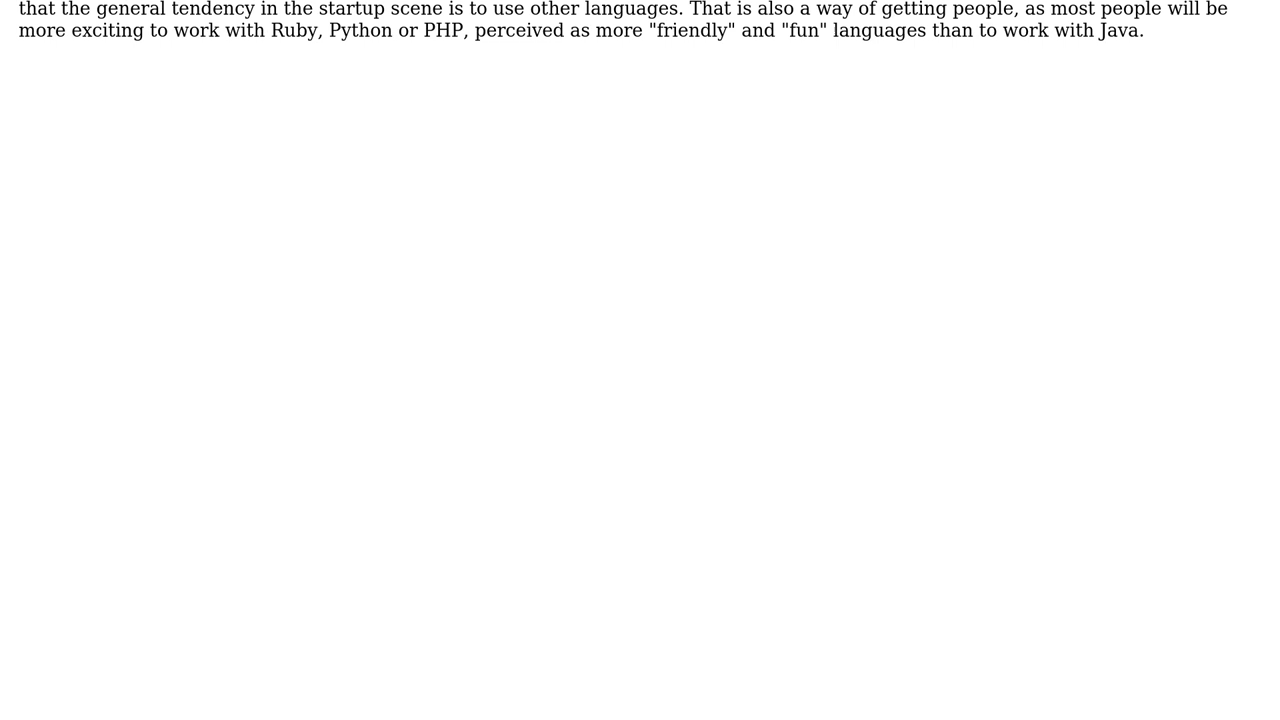 that the general tendency in the startup scene is to use other languages. That is also a way of getting people, as most people will be
more exciting to work with Ruby, Python or PHP, perceived as more "friendly" and "fun" languages than to work with Java.